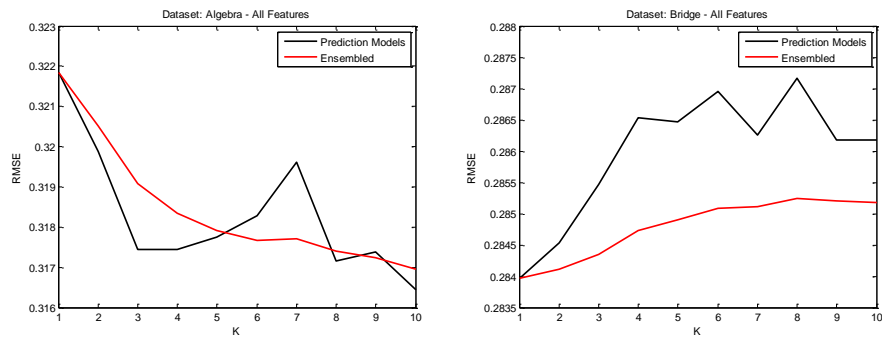 Dataset: Algebra - All Features
0.323
0.322
0.321
0.32
0.319
0.318
0.317
0.316
RMSE
1 2 3 4 5 6 7 8 9 10
K
Prediction Models
Ensembled
Dataset: Bridge - All Features
0.288
0.2875
0.287
0.2865
0.286
0.2855
0.285
0.2845
0.284
0.2835
RMSE
1 2 3 4 5 6 7 8 9 10
K
Prediction Models
Ensembled